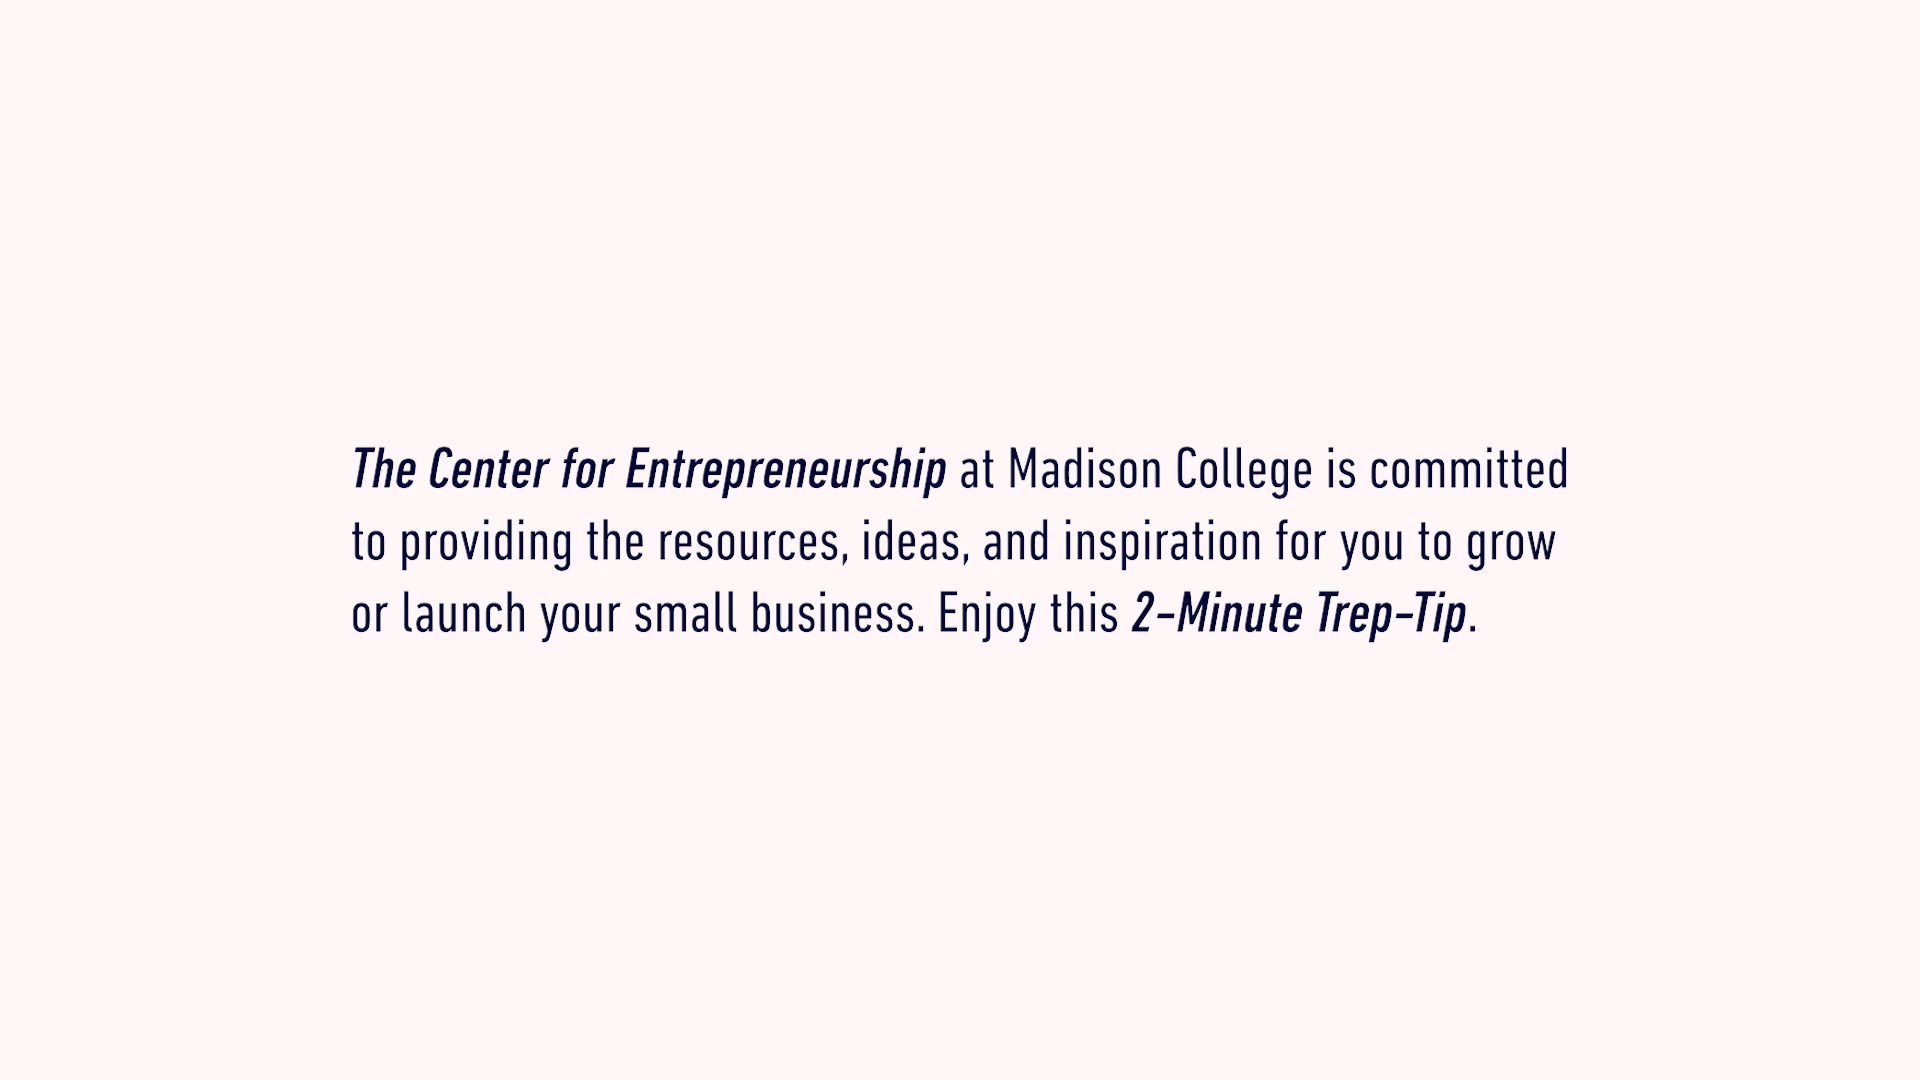 The Center for Entrepreneurship at Madison College is committed
to providing the resources, ideas, and inspiration for you to grow
or launch your small business. Enjoy this 2-Minute Trep-Tip.